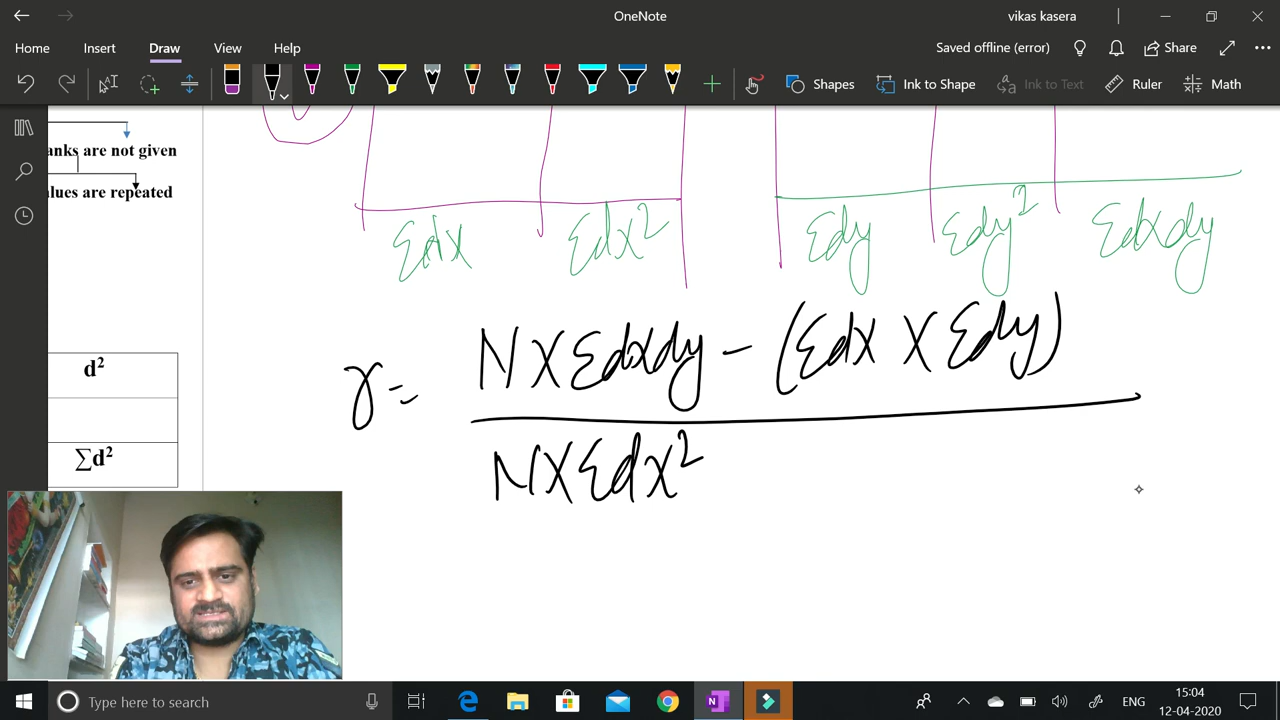 OneNote
vikas kasera
Home Insert Draw View Help
Saved offline (error)
Share
Shapes
Ink to Shape
Ink to Text
Ruler
Math
anks are not given
lues are repeated
Σdx Σdx² Σdy Σdy² Σdxdy
r = N X Σdxdy – (Σdx X Σdy)
N X Σdx²
d²
∑d²
Type here to search
ENG
15:04
12-04-2020